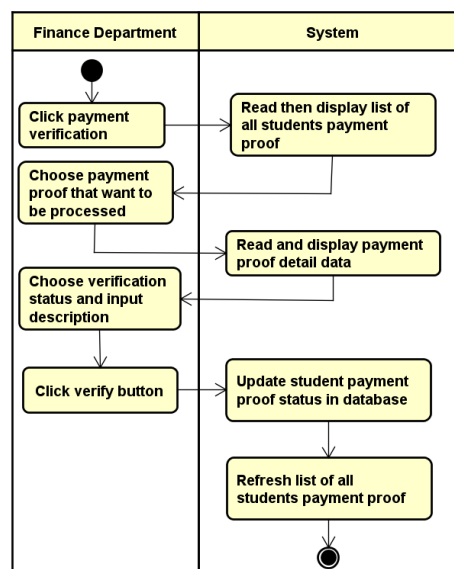 Finance Department
System
Click payment
verification
Read then display list of
all students payment
proof
Choose payment
proof that want to
be processed
Read and display payment
proof detail data
Choose verification
status and input
description
Click verify button
Update student payment
proof status in database
Refresh list of all
students payment proof